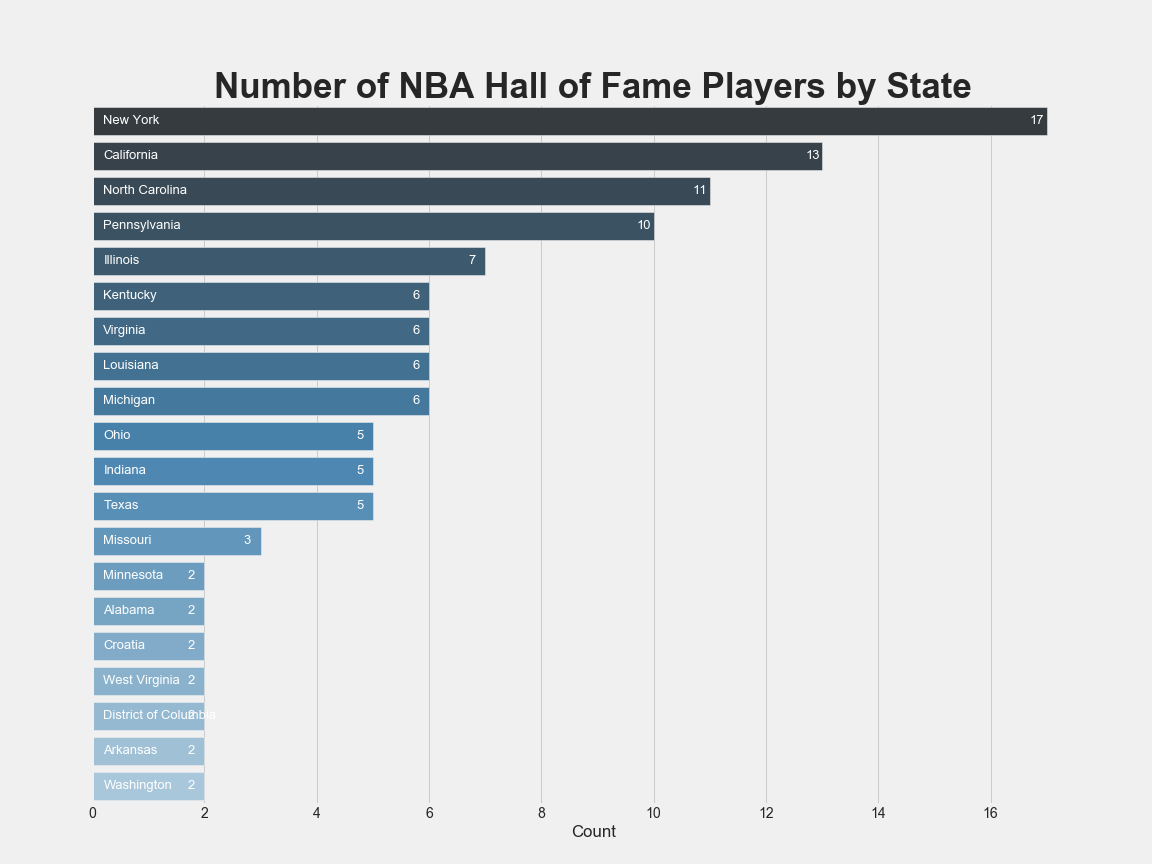 Number of NBA Hall of Fame Players by State
New York 17
California 13
North Carolina 11
Pennsylvania 10
Illinois 7
Kentucky 6
Virginia 6
Louisiana 6
Michigan 6
Ohio 5
Indiana 5
Texas 5
Missouri 3
Minnesota 2
Alabama 2
Croatia 2
West Virginia 2
District of Columbia 2
Arkansas 2
Washington 2
0 2 4 6 8 10 12 14 16
Count